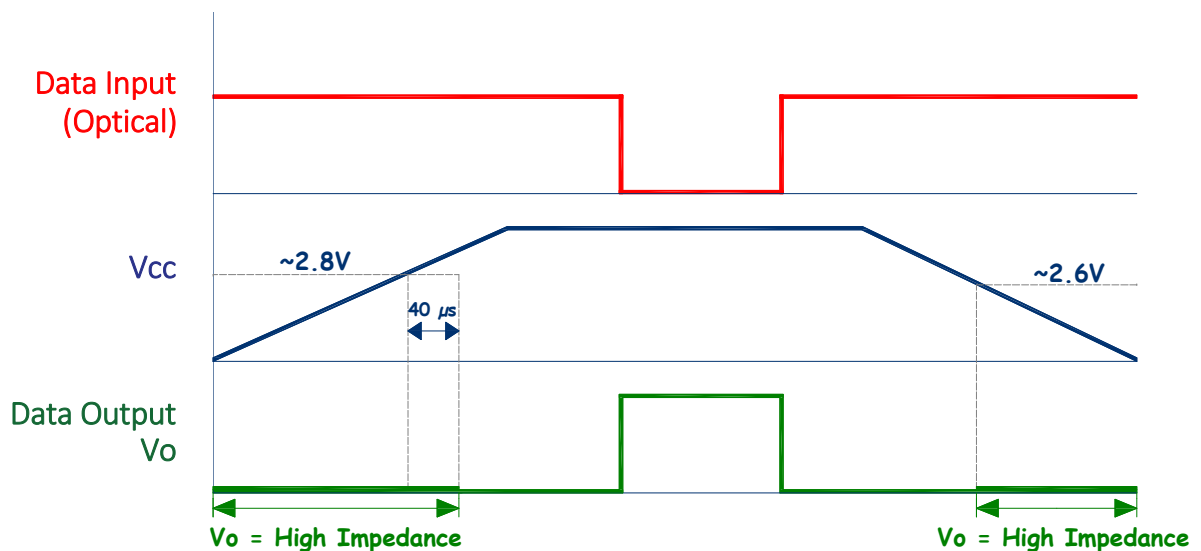 Data Input
(Optical)
Vcc
~2.8V
~2.6V
40 µs
Data Output
Vo
Vo = High Impedance
Vo = High Impedance